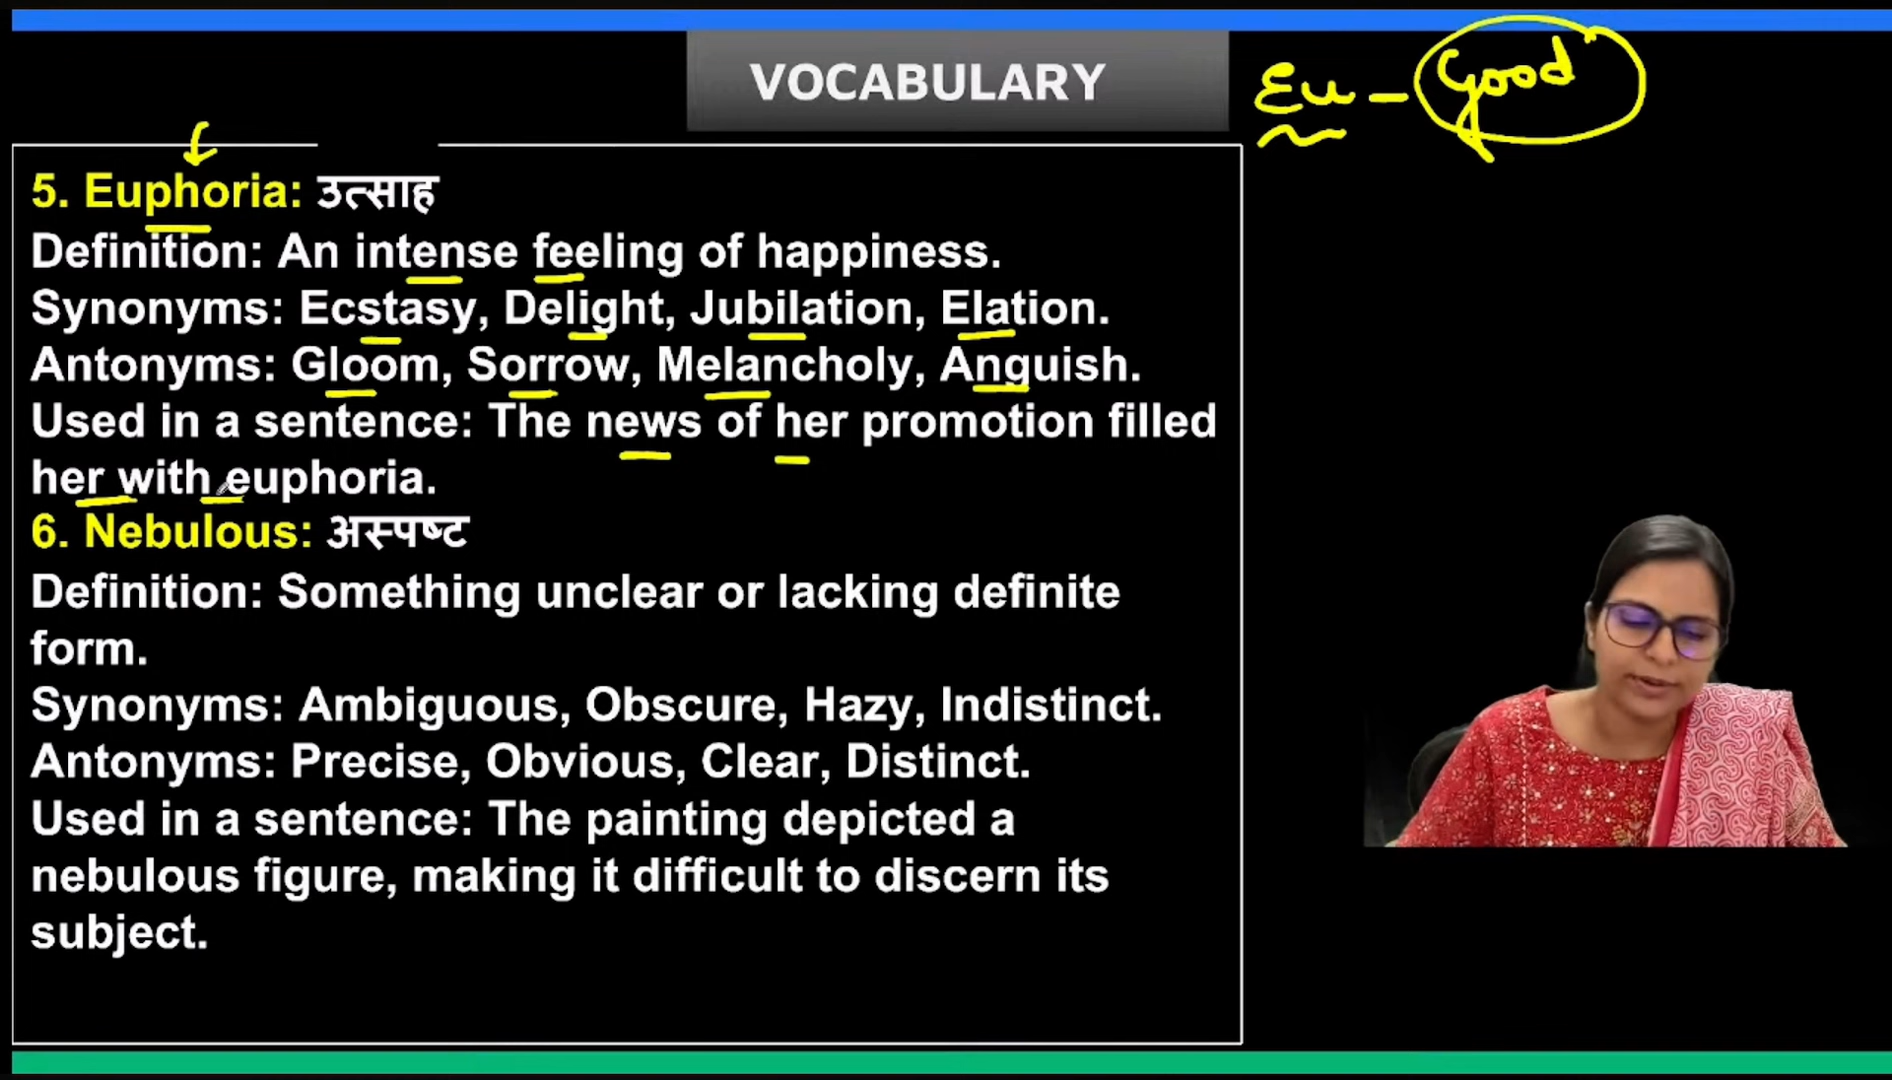 VOCABULARY
Eu - Good
5. Euphoria: उत्साह
Definition: An intense feeling of happiness.
Synonyms: Ecstasy, Delight, Jubilation, Elation.
Antonyms: Gloom, Sorrow, Melancholy, Anguish.
Used in a sentence: The news of her promotion filled
her with euphoria.
6. Nebulous: अस्पष्ट
Definition: Something unclear or lacking definite
form.
Synonyms: Ambiguous, Obscure, Hazy, Indistinct.
Antonyms: Precise, Obvious, Clear, Distinct.
Used in a sentence: The painting depicted a
nebulous figure, making it difficult to discern its
subject.